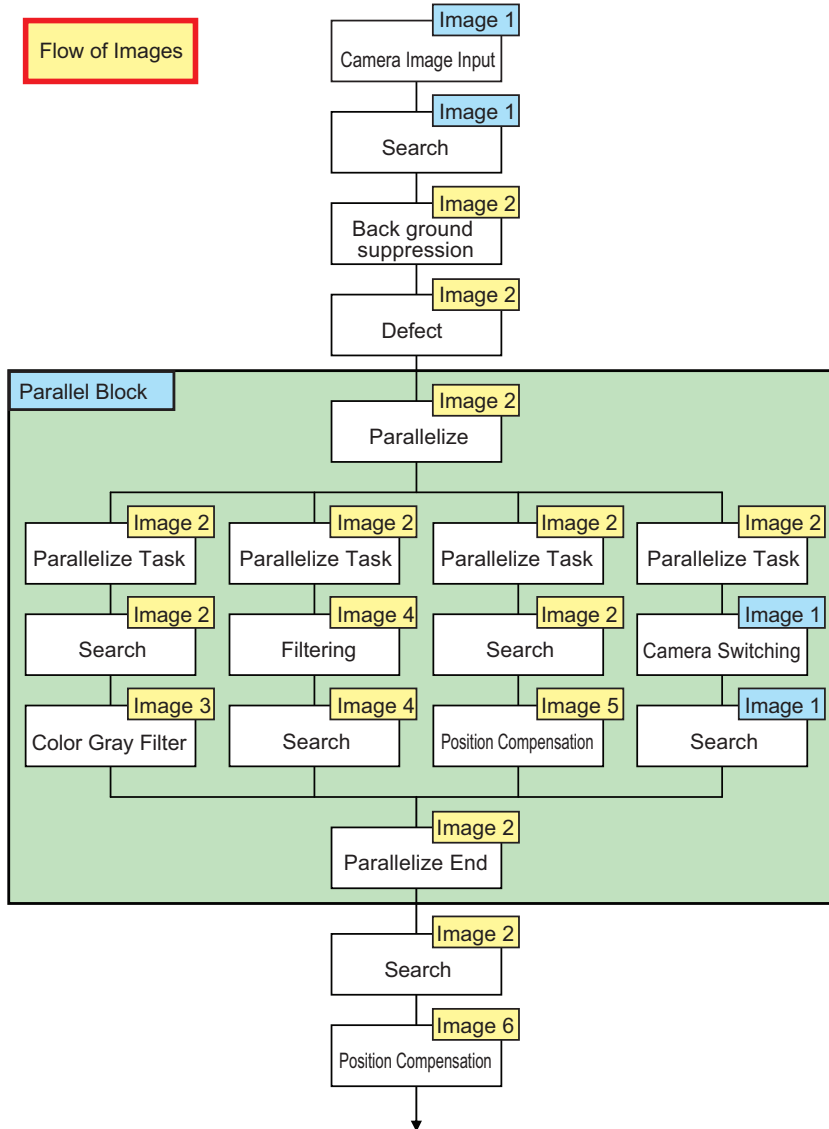 Flow of Images
Image 1
Camera Image Input
Image 1
Search
Image 2
Back ground
suppression
Image 2
Defect
Parallel Block
Image 2
Parallelize
Image 2
Parallelize Task
Image 2
Parallelize Task
Image 2
Parallelize Task
Image 2
Parallelize Task
Image 2
Search
Image 4
Filtering
Image 2
Search
Image 1
Camera Switching
Image 3
Color Gray Filter
Image 4
Search
Image 5
Position Compensation
Image 1
Search
Image 2
Parallelize End
Image 2
Search
Image 6
Position Compensation